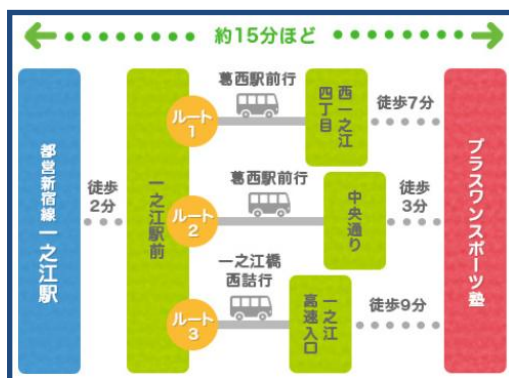 約15分ほど
都営新宿線一之江駅
徒歩
2分
一之江駅前
ルート
1
葛西駅前行
西一之江
四丁目
徒歩7分
ルート
2
葛西駅前行
中央通り
徒歩
3分
ルート
3
一之江橋
西詰行
一之江
高速入口
徒歩9分
プラスワンスポーツ塾